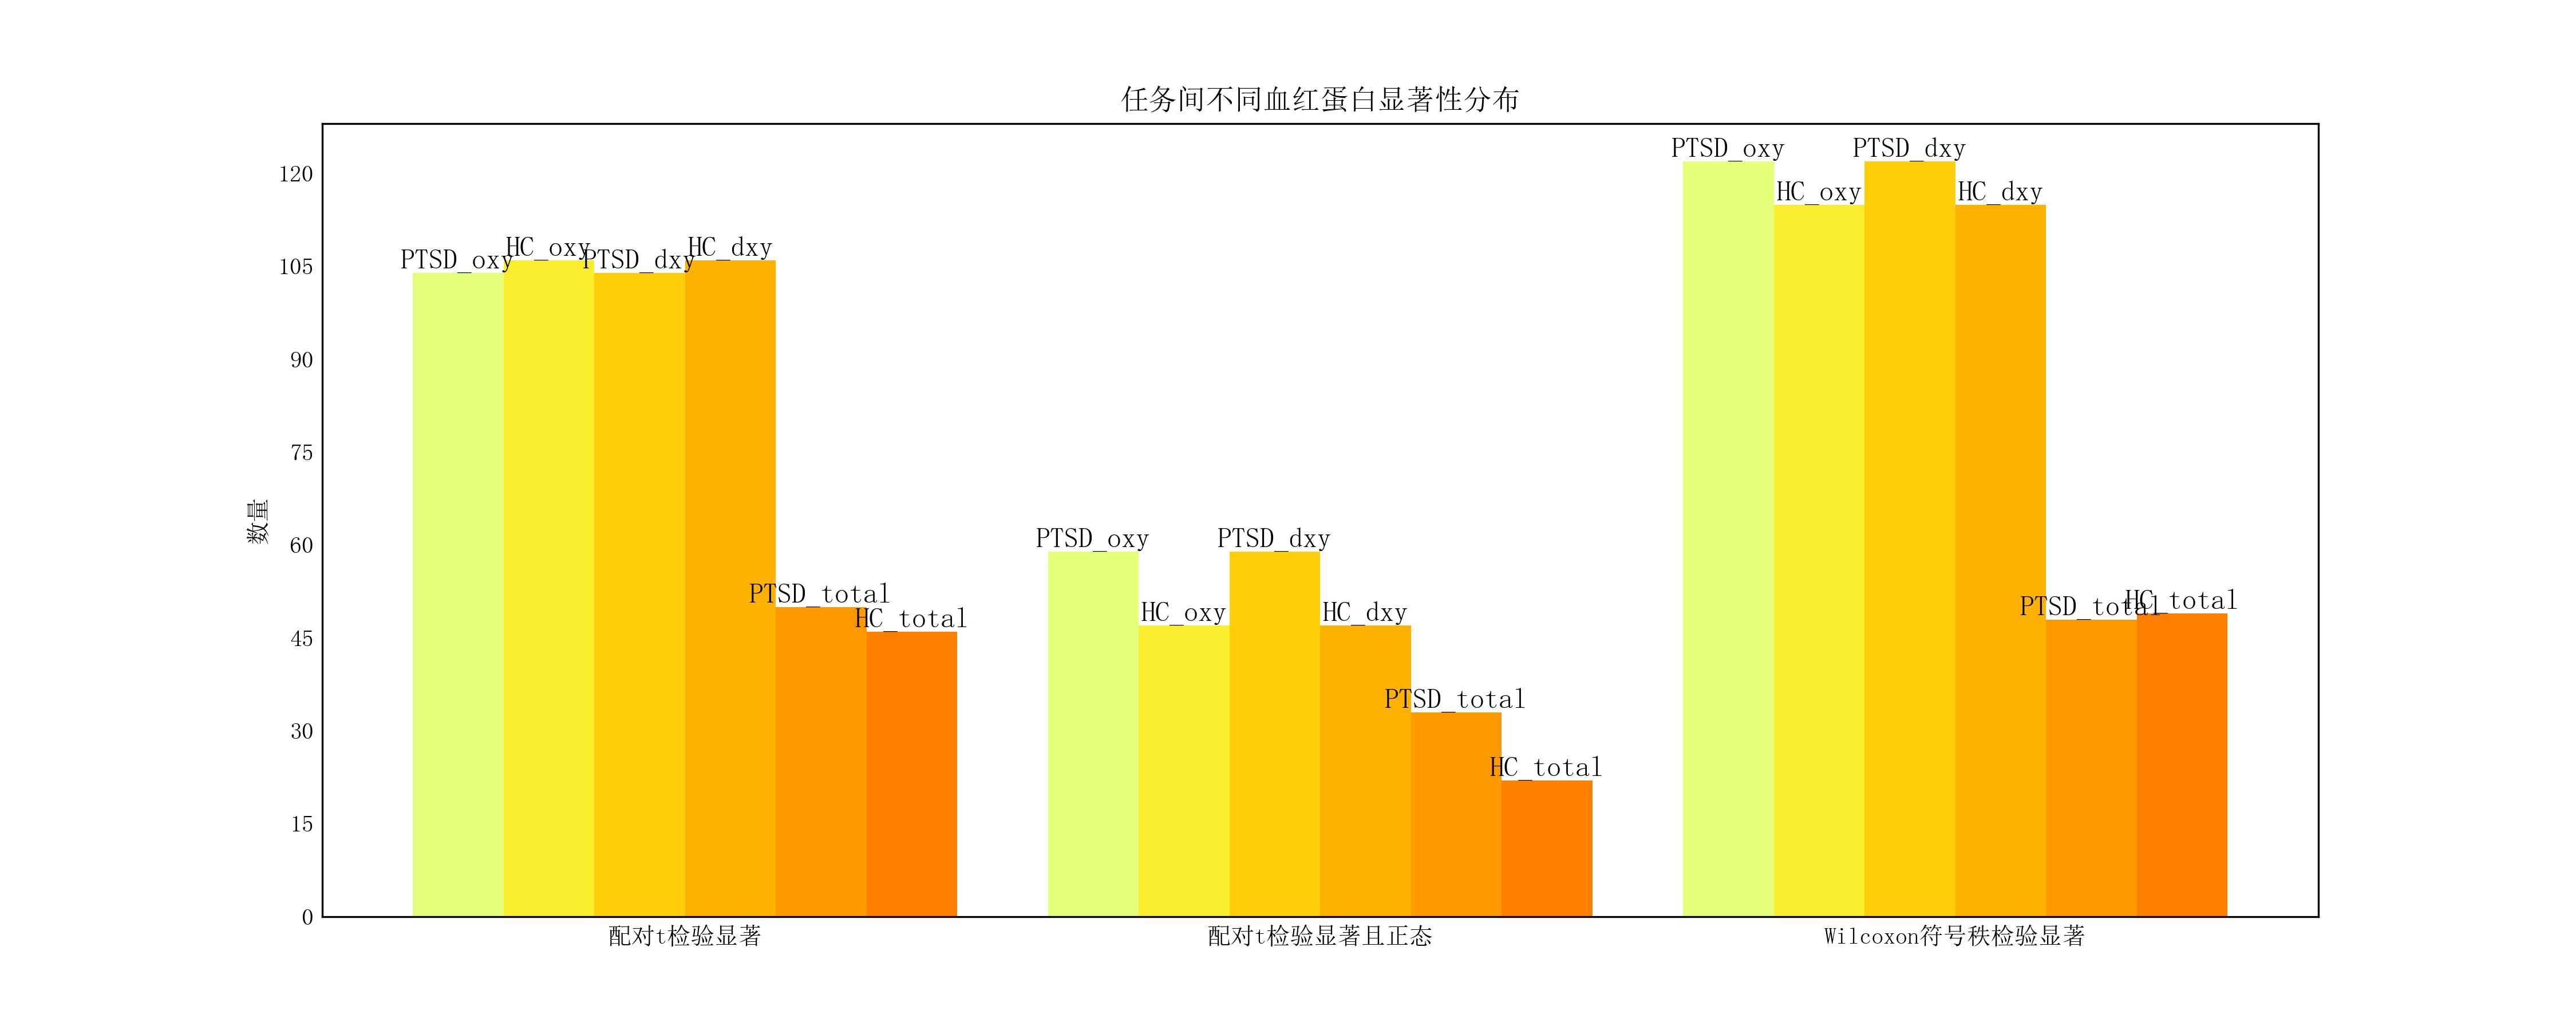 任务间不同血红蛋白显著性分布
数量
120
105
90
75
60
45
30
15
0
PTSD_oxy
HC_oxy
PTSD_dxy
HC_dxy
PTSD_total
HC_total
PTSD_oxy
HC_oxy
PTSD_dxy
HC_dxy
PTSD_total
HC_total
PTSD_oxy
HC_oxy
PTSD_dxy
HC_dxy
PTSD_total
HC_total
配对t检验显著
配对t检验显著且正态
Wilcoxon符号秩检验显著